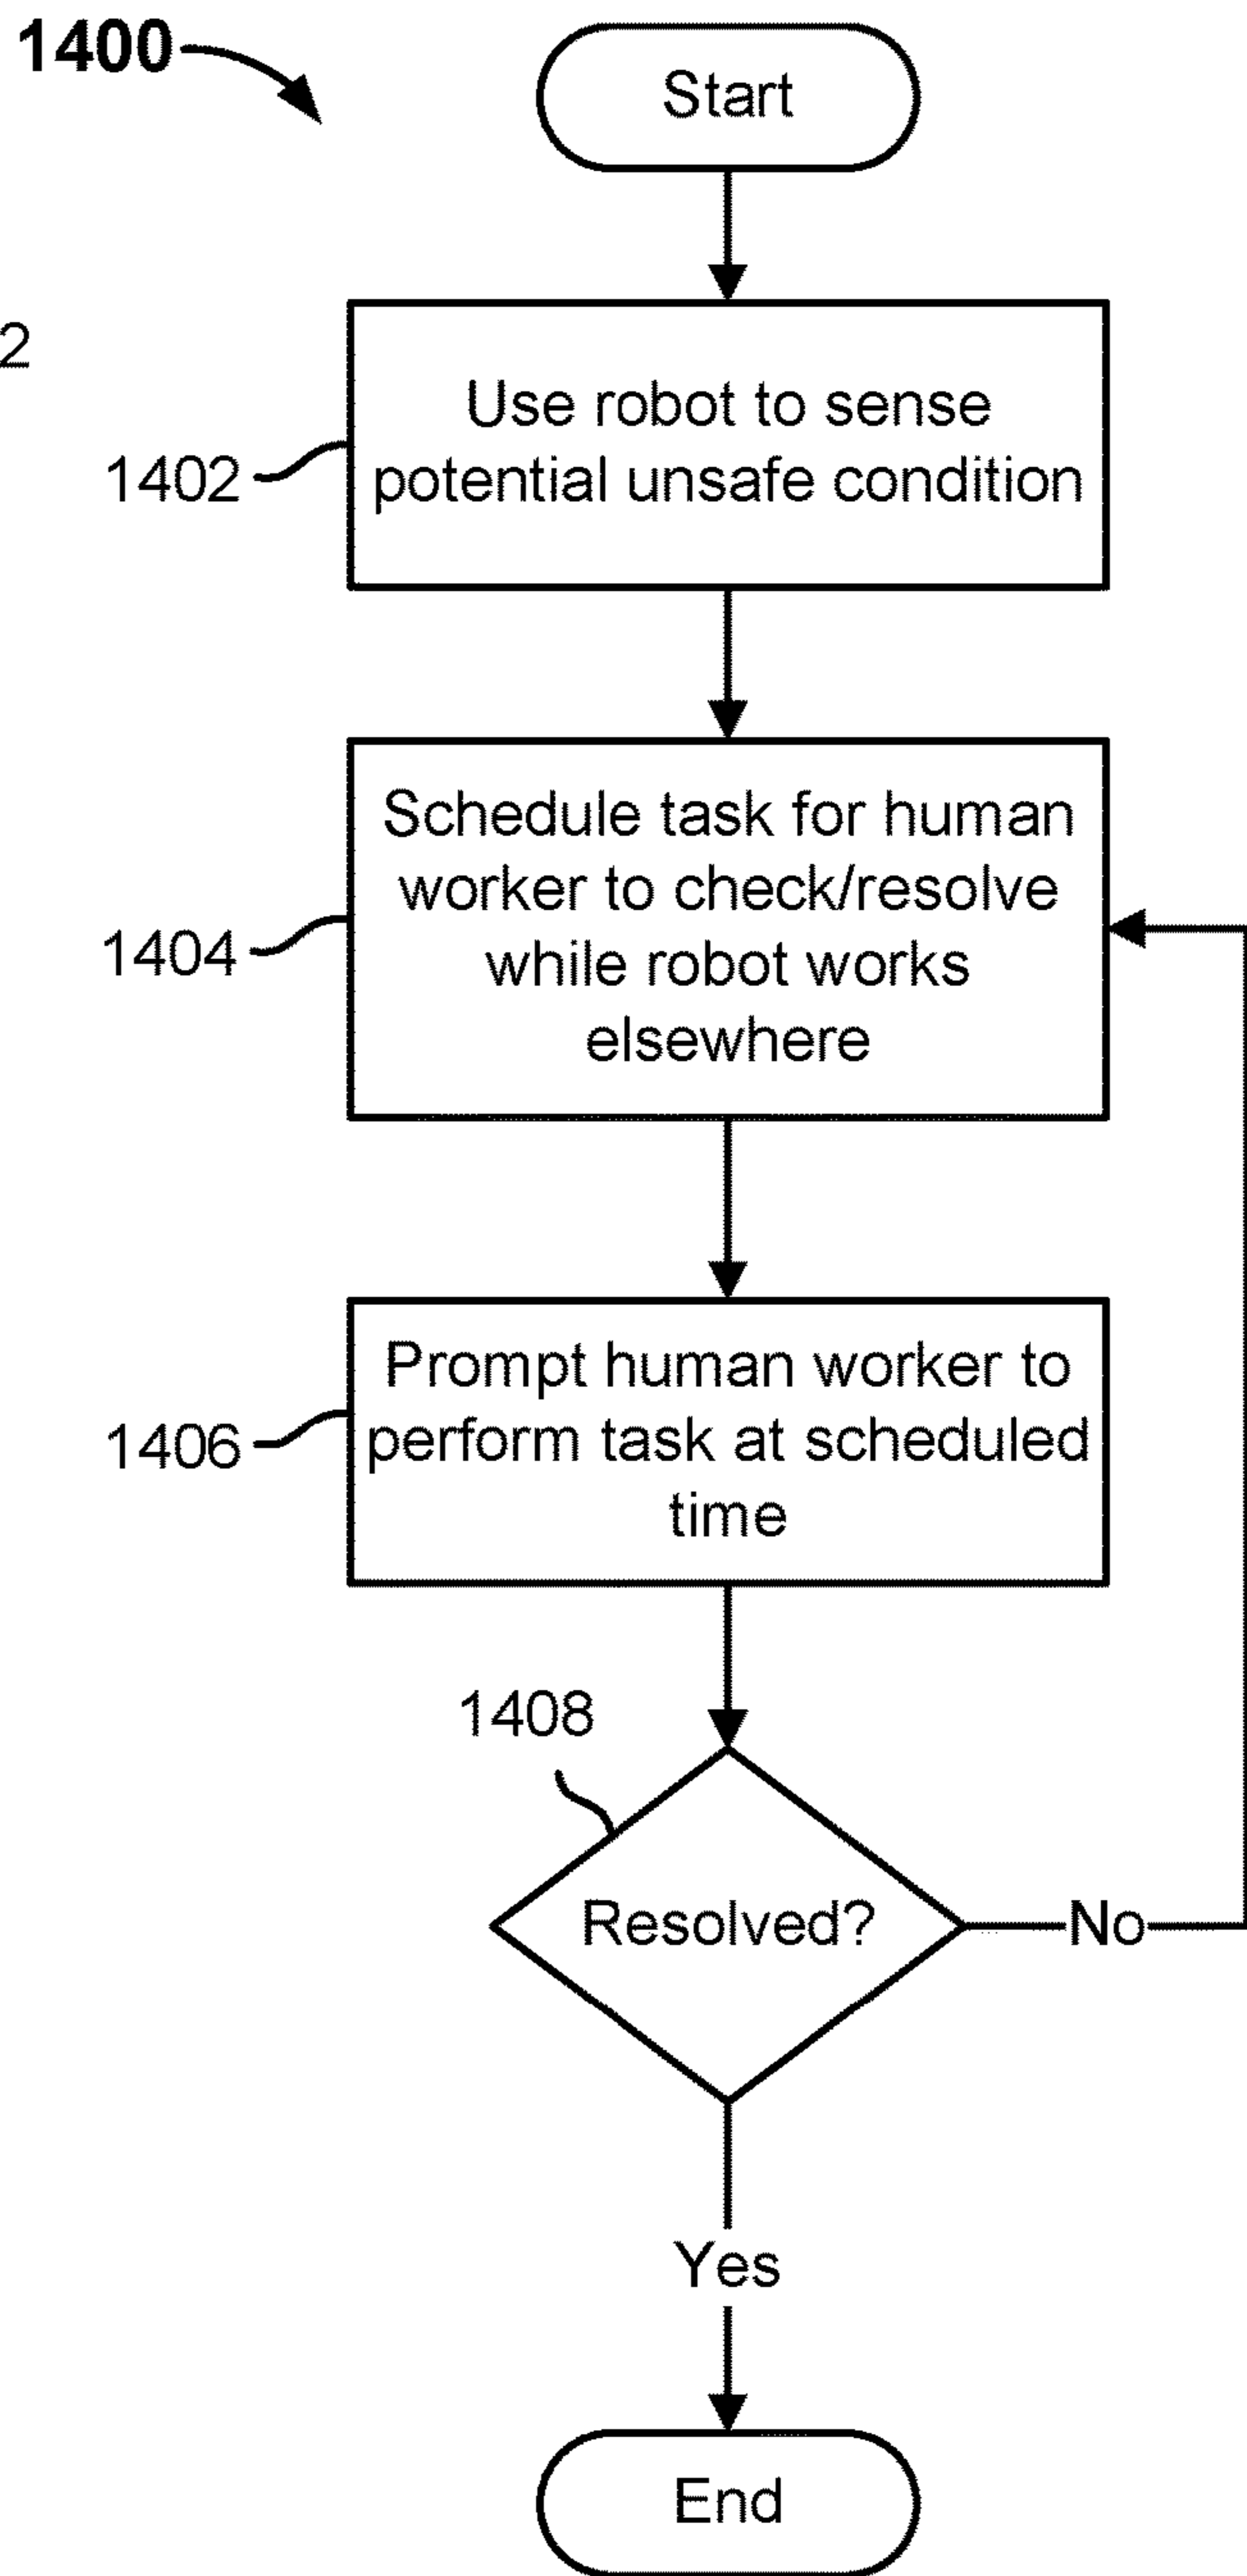 1400
Start
2
Use robot to sense
potential unsafe condition
1402
Schedule task for human
worker to check/resolve
while robot works
elsewhere
1404
Prompt human worker to
perform task at scheduled
time
1406
1408
Resolved?
No
Yes
End